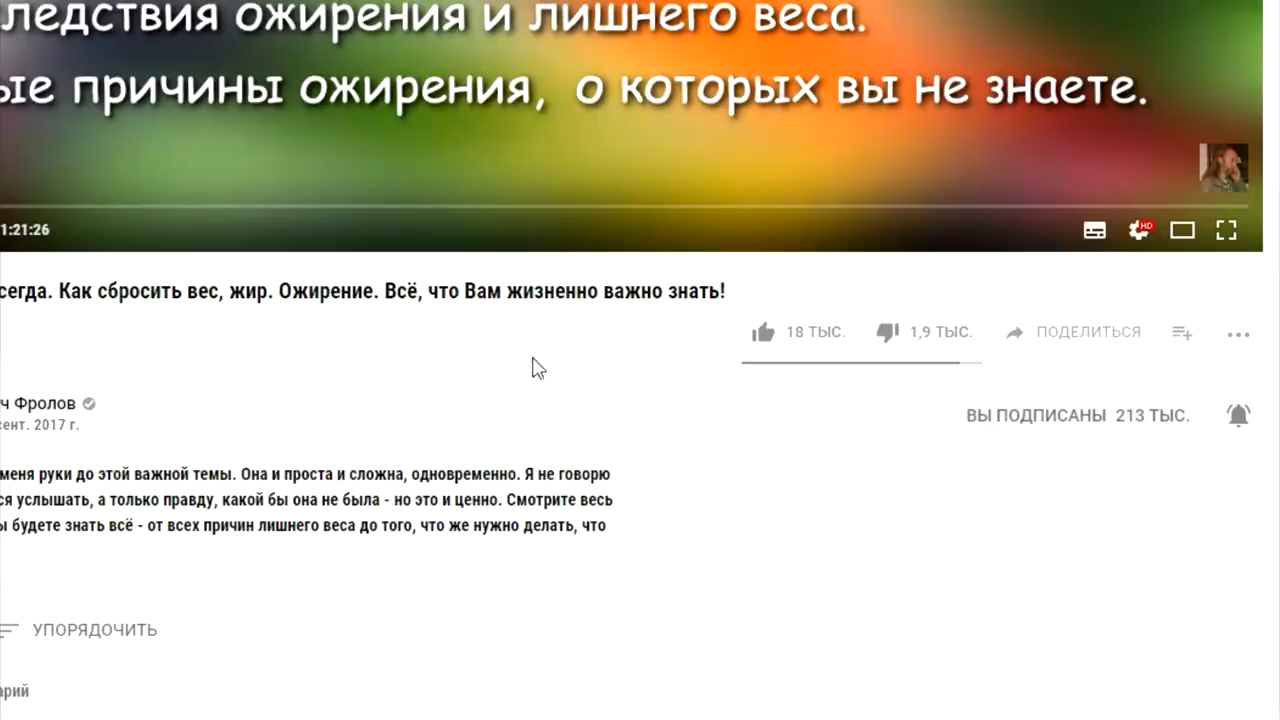 ледствия ожирения и лишнего веса.
ые причины ожирения, о которых вы не знаете.
1:21:26
HD
сегда. Как сбросить вес, жир. Ожирение. Всё, что Вам жизненно важно знать!
18 ТЫС. 1,9 ТЫС. ПОДЕЛИТЬСЯ
ч Фролов
сент. 2017 г.
ВЫ ПОДПИСАНЫ 213 ТЫС.
меня руки до этой важной темы. Она и проста и сложна, одновременно. Я не говорю
ся услышать, а только правду, какой бы она не была - но это и ценно. Смотрите весь
ы будете знать всё - от всех причин лишнего веса до того, что же нужно делать, что
УПОРЯДОЧИТЬ
арий